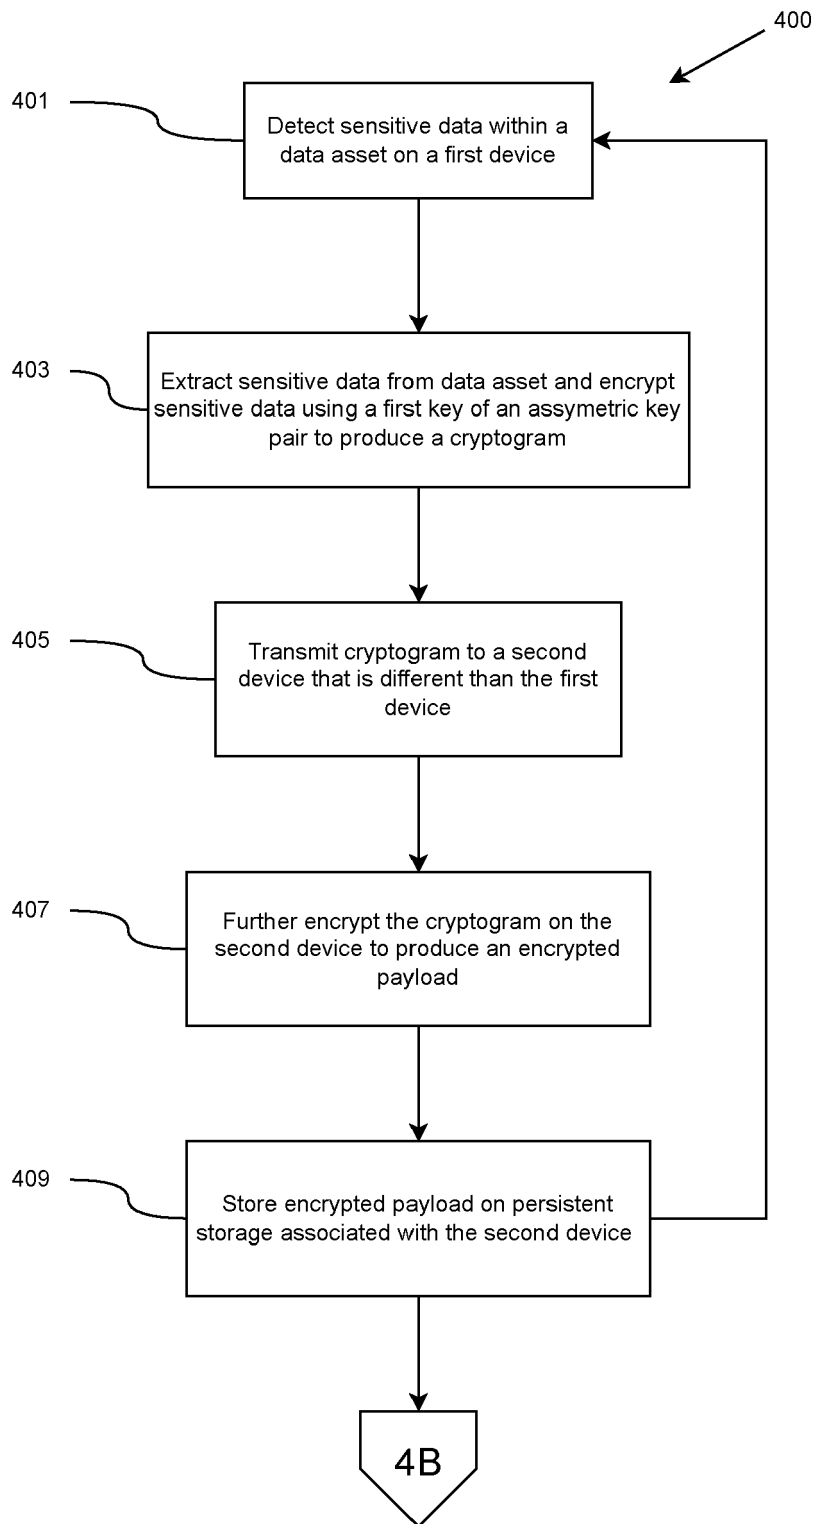 400
401
Detect sensitive data within a
data asset on a first device
403
Extract sensitive data from data asset and encrypt
sensitive data using a first key of an assymetric key
pair to produce a cryptogram
405
Transmit cryptogram to a second
device that is different than the first
device
407
Further encrypt the cryptogram on the
second device to produce an encrypted
payload
409
Store encrypted payload on persistent
storage associated with the second device
4B